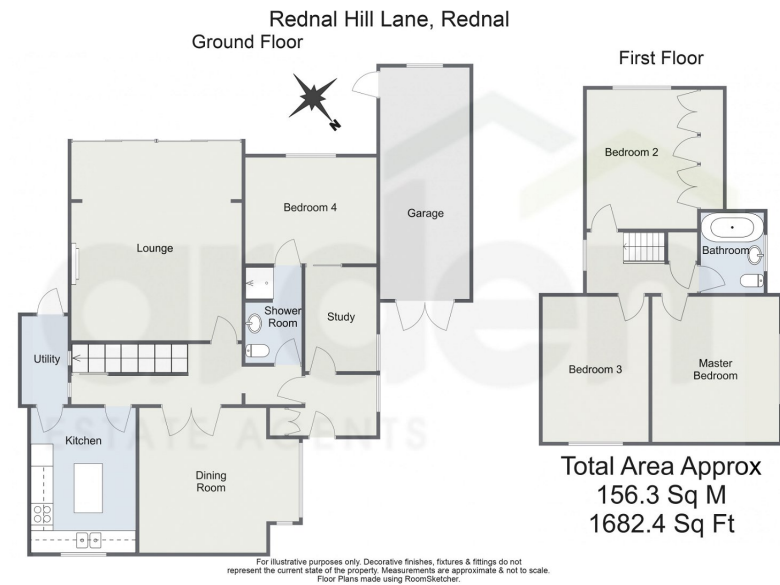 Rednal Hill Lane, Rednal
Ground Floor
First Floor
N
Bedroom 2
Bedroom 4
Garage
Lounge
Bathroom
Shower
Room
Study
Utility
Bedroom 3
Master
Bedroom
arden
ESTATE AGENTS
Kitchen
Dining
Room
Total Area Approx
156.3 Sq M
1682.4 Sq Ft
For illustrative purposes only. Decorative finishes, fixtures & fittings do not
represent the current state of the property. Measurements are approximate & not to scale.
Floor Plans made using RoomSketcher.